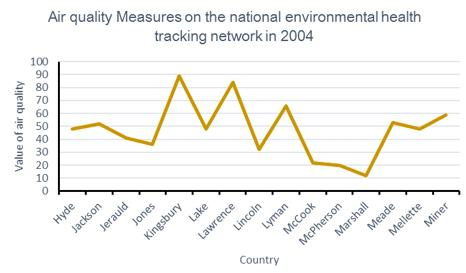 Air quality Measures on the national environmental health
tracking network in 2004
Value of air quality
100
90
80
70
60
50
40
30
20
10
0
Hyde
Jackson
Jerauld
Jones
Kingsbury
Lake
Lawrence
Lincoln
Lyman
McCook
McPherson
Marshall
Meade
Mellette
Miner
Country